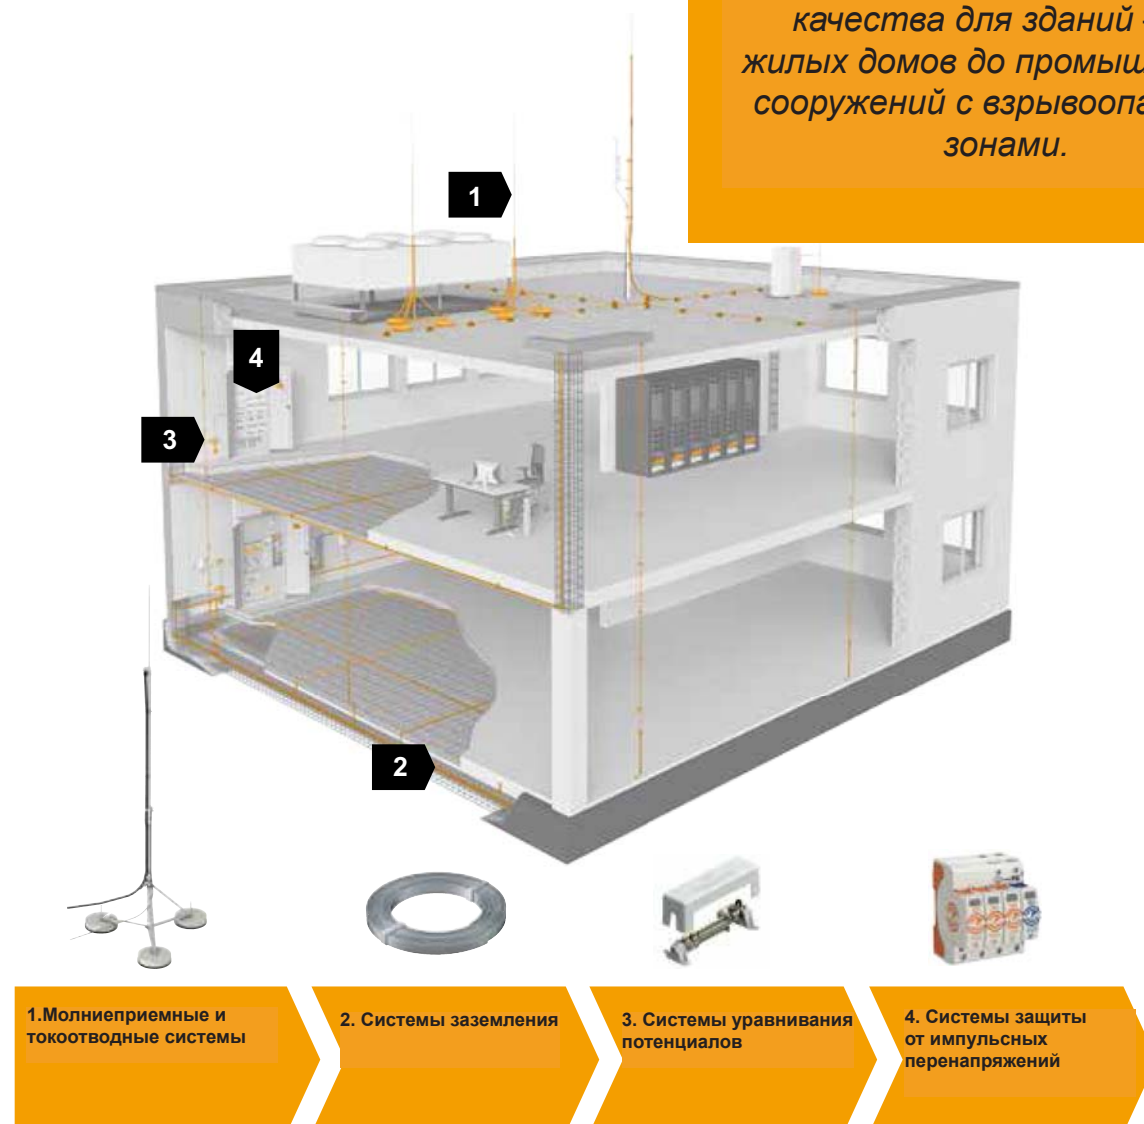 качества для зданий
жилых домов до промыш
сооружений с взрывоопа
зонами.
1
4
3
2
1.Молниеприемные и
токоотводные системы
2. Системы заземления
3. Системы уравнивания
потенциалов
4. Системы защиты
от импульсных
перенапряжений